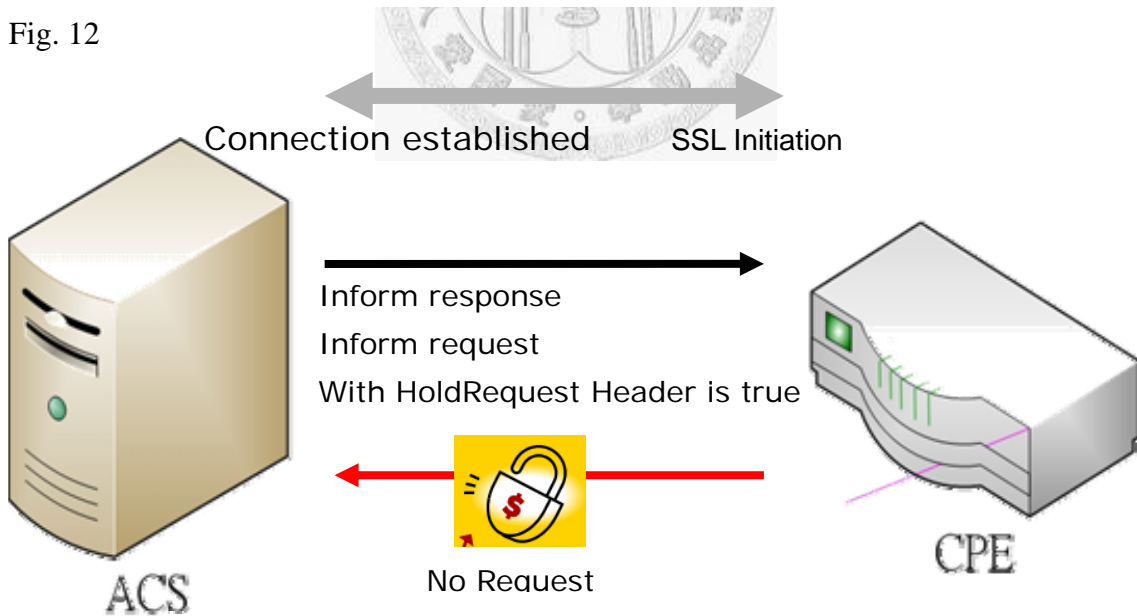 Fig. 12
Connection established SSL Initiation
Inform response
Inform request
With HoldRequest Header is true
$
No Request
ACS
CPE